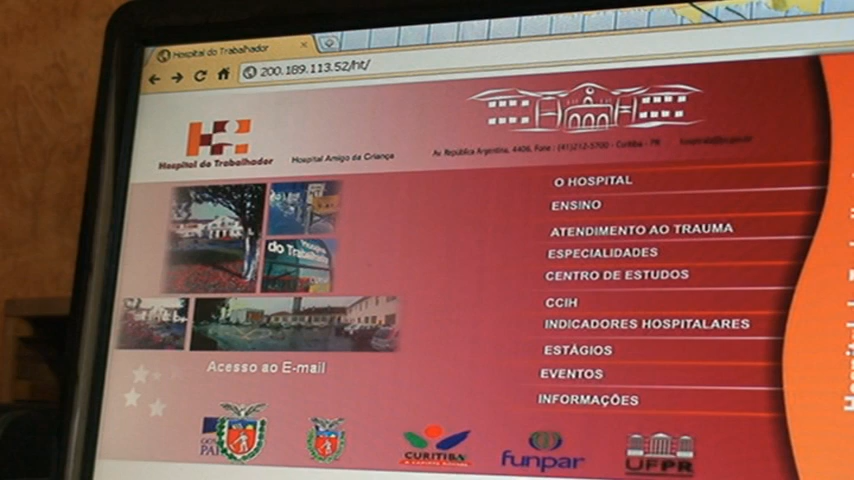 Hospital do Trabalhador
200.189.113.52/ht/
Hospital do Trabalhador
Hospital Amigo da Criança
Av. República Argentina, 4406, Fone : (41)212-5700 - Curitiba - PR
O HOSPITAL
ENSINO
ATENDIMENTO AO TRAUMA
ESPECIALIDADES
CENTRO DE ESTUDOS
CCIH
INDICADORES HOSPITALARES
ESTÁGIOS
EVENTOS
INFORMAÇÕES
do Trabalha
Acesso ao E-mail
CURITIBA
funpar
UFPR